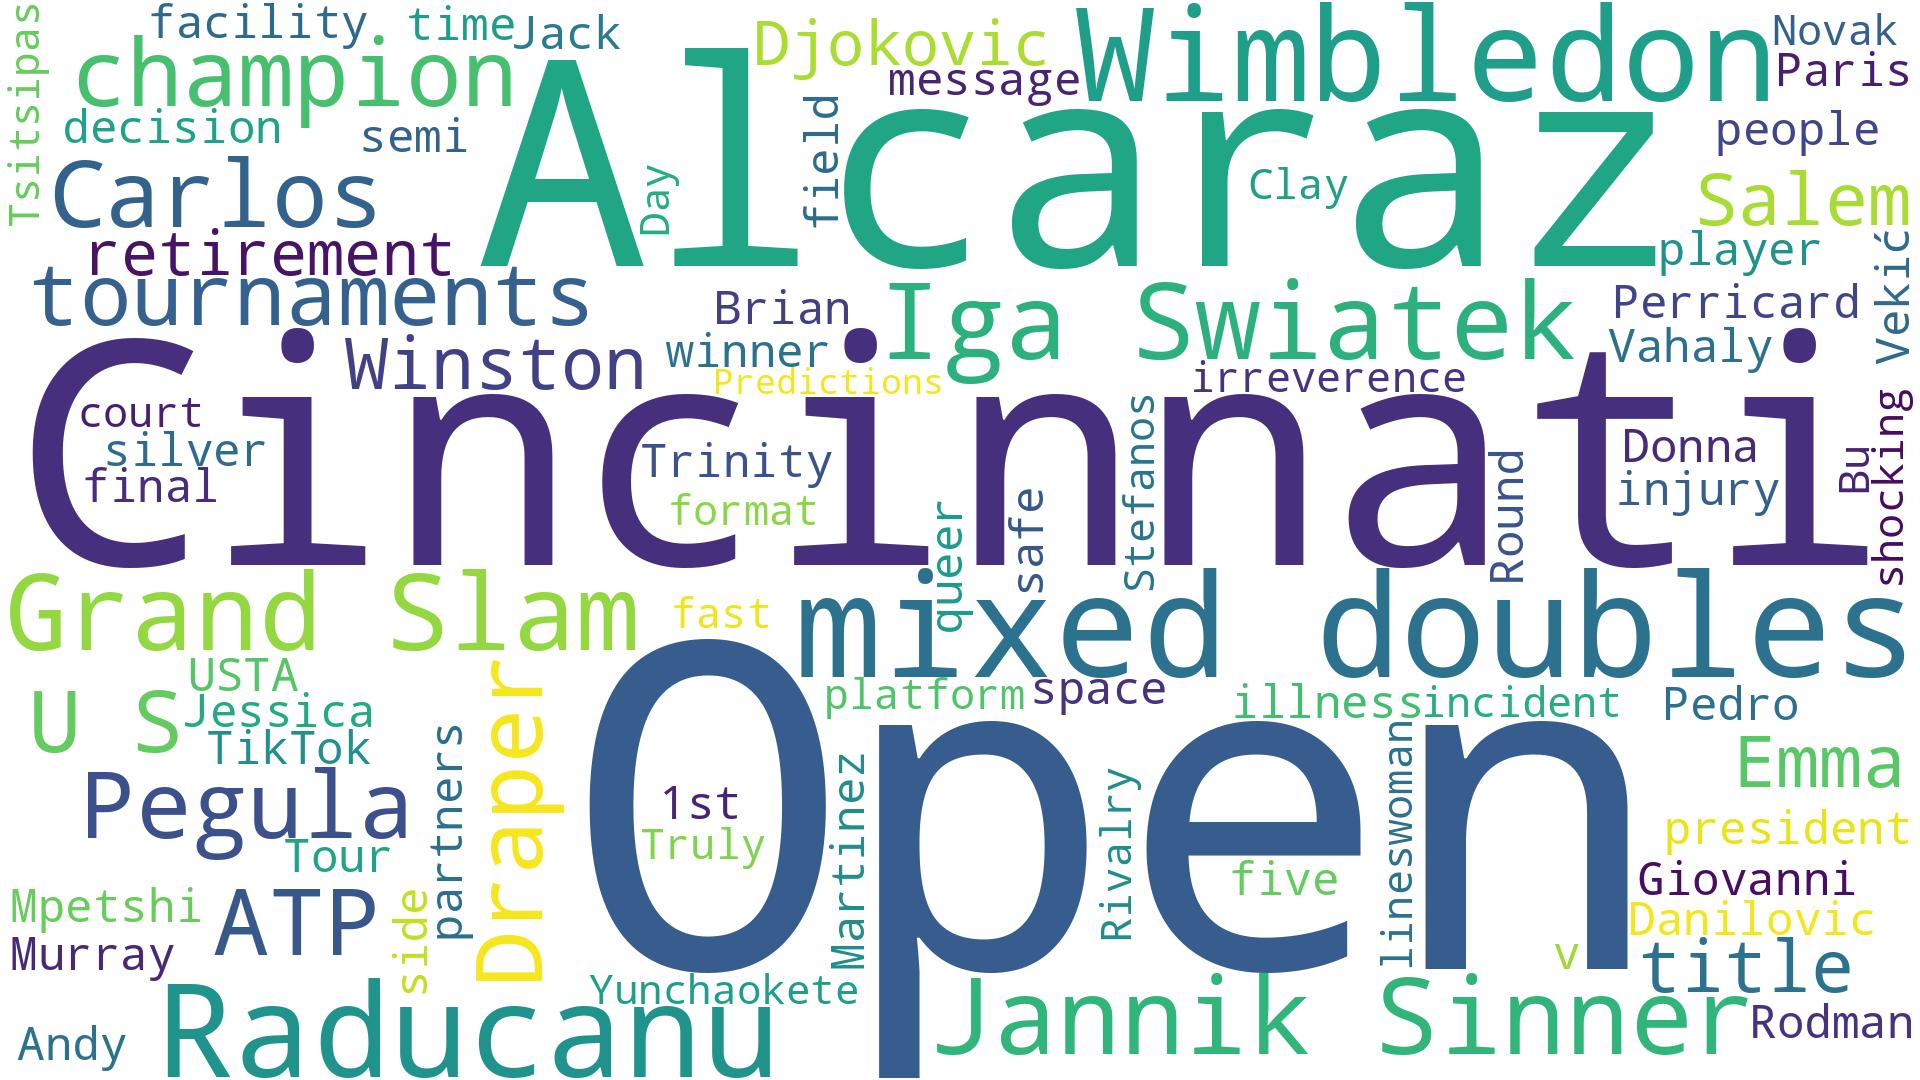 Tsitsipas
facility
time
Jack
champion
Djokovic
message
Wimbledon
Novak
Paris
decision
semi
Alcaraz
Day
field
Clay
people
Carlos
Salem
retirement
player
Vekić
tournaments
Brian
Iga Swiatek
Perricard
Winston
winner
Vahaly
Predictions
irreverence
Cincinnati
court
silver
final
Trinity
format
Stefanos
Round
Donna
injury
Bu
shocking
queer
safe
Grand Slam
fast
mixed doubles
U S
USTA
Jessica
TikTok
platform
space
illness
incident
Pedro
Draper
Open
Emma
Pegula
partners
1st
Truly
Martinez
Rivalry
lineswoman
five
president
Tour
Giovanni
Mpetshi
ATP
side
Danilovic
Murray
v
title
Yunchaokete
Raducanu
Jannik Sinner
Rodman
Andy